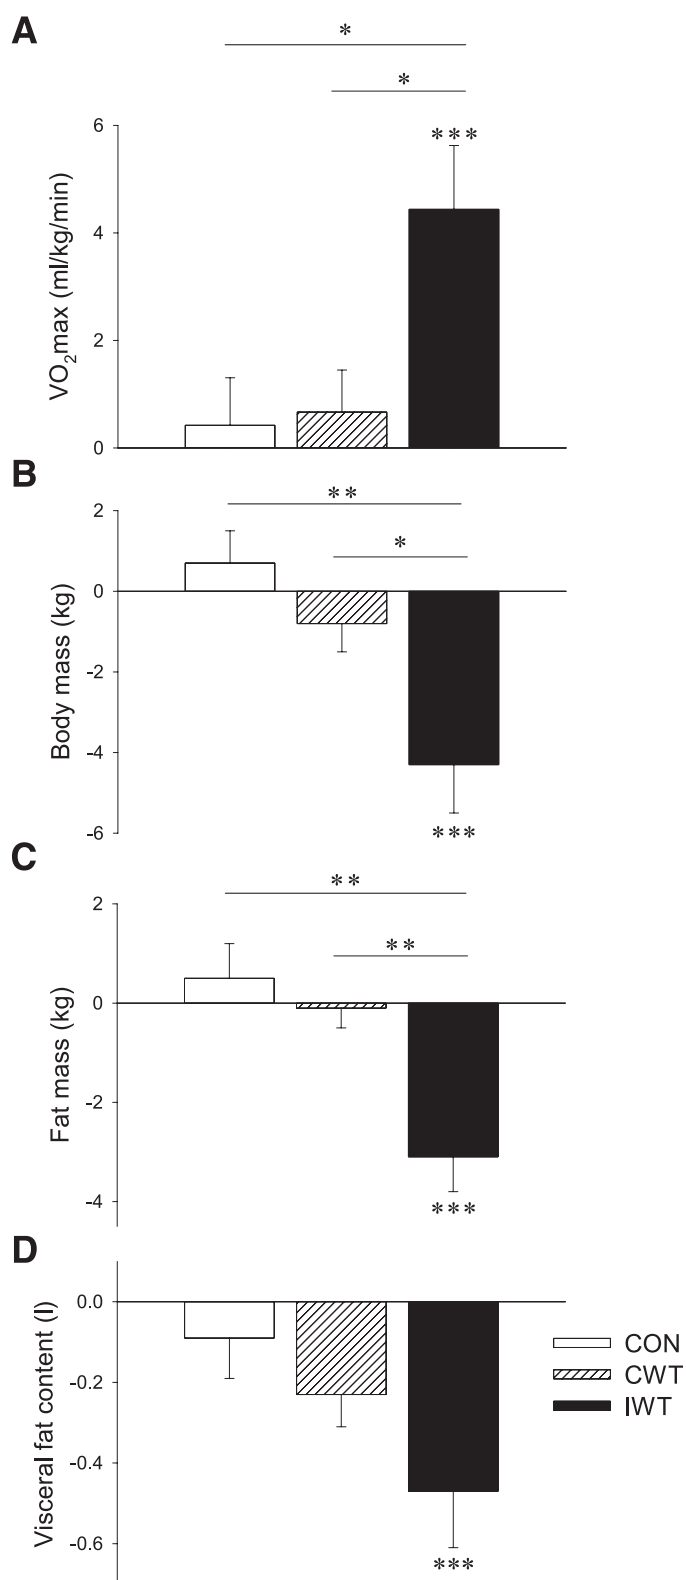 A
*
*
***
6
4
2
0
VO2max (ml/kg/min)
B
**
*
2
0
-2
-4
-6
Body mass (kg)
***
C
**
**
2
0
-2
-4
Fat mass (kg)
***
D
0.0
-0.2
-0.4
-0.6
Visceral fat content (l)
***
CON
CWT
IWT